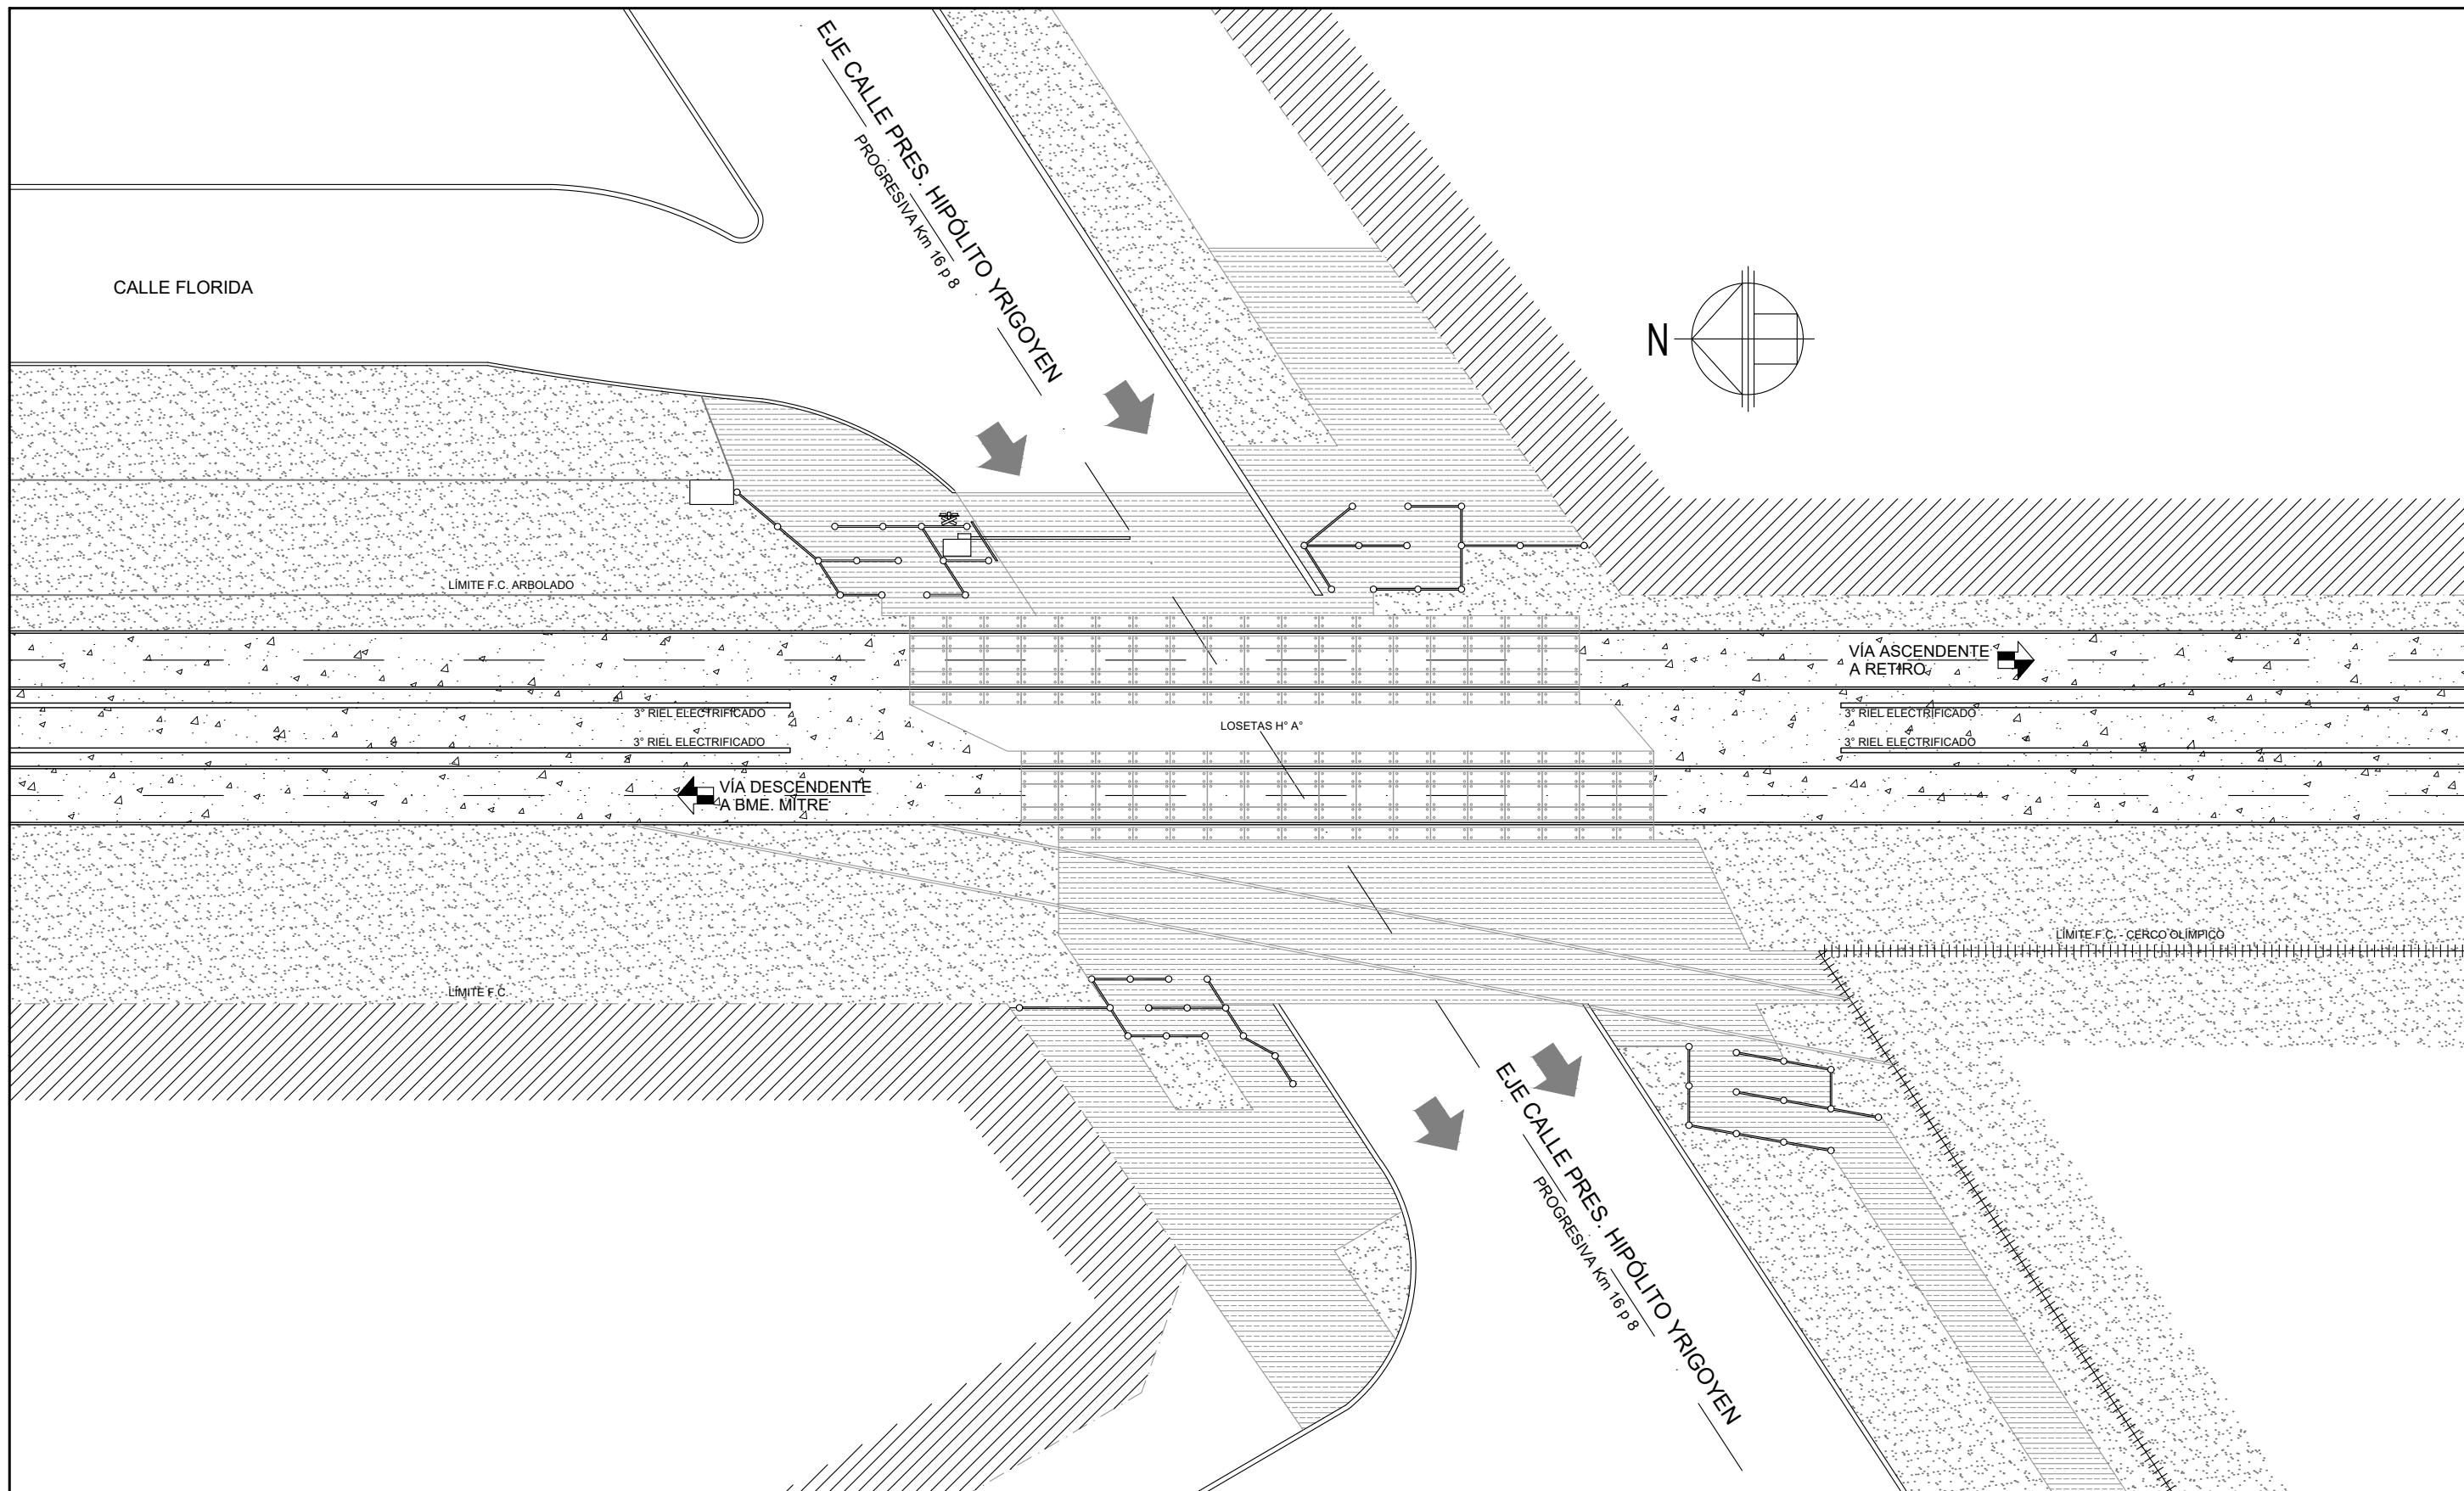 EJE CALLE PRES. HIPÓLITO YRIGOYEN
PROGRESIVA Km 16 p 8
CALLE FLORIDA
N
LÍMITE F.C. ARBOLADO
VÍA ASCENDENTE
A RETIRO
3° RIEL ELECTRIFICADO
3° RIEL ELECTRIFICADO
LOSETAS H° A°
3° RIEL ELECTRIFICADO
3° RIEL ELECTRIFICADO
VÍA DESCENDENTE
A BME. MITRE
LÍMITE F.C. - CERCO OLÍMPICO
LÍMITE F.C.
EJE CALLE PRES. HIPÓLITO YRIGOYEN
PROGRESIVA Km 16 p 8